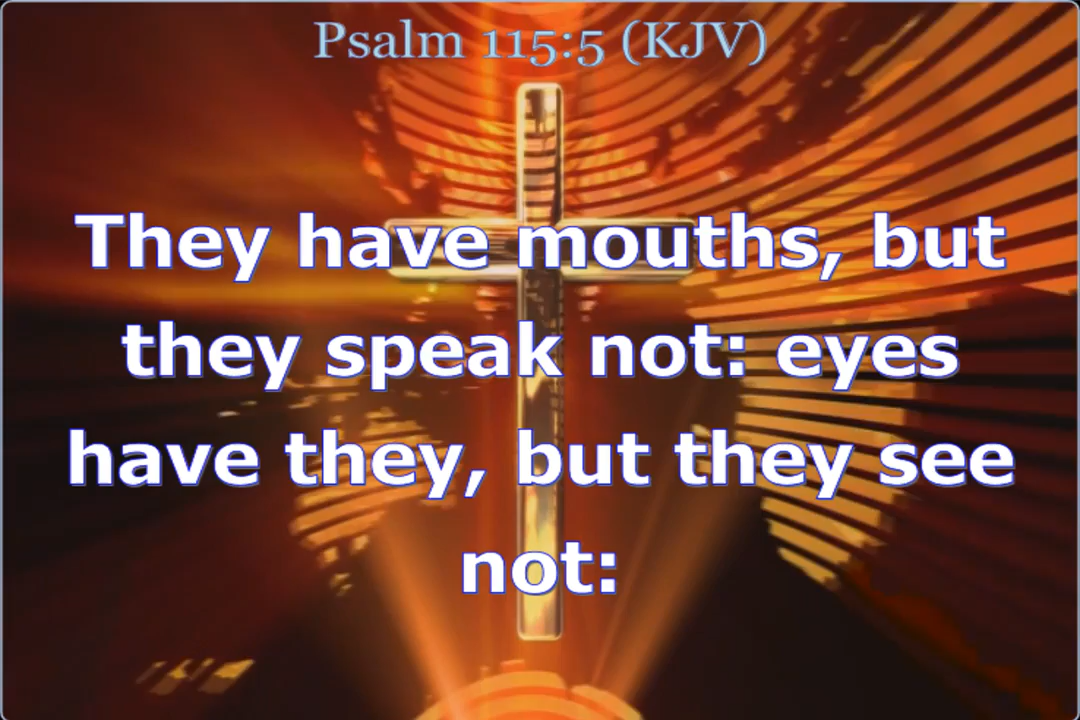 Psalm 115:5 (KJV)
They have mouths, but
they speak not: eyes
have they, but they see
not: